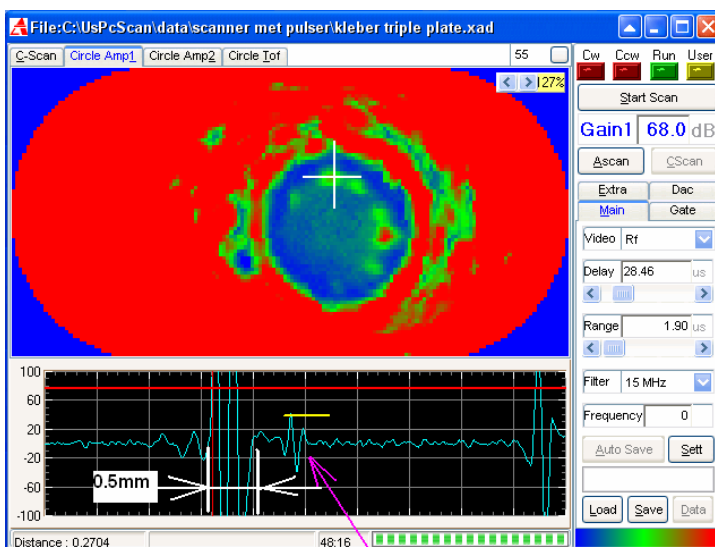 File:C:\UsPcScan\data\scanner met pulser\kleber triple plate.xad
C-Scan Circle Amp1 Circle Amp2 Circle Tof 55
127%
Cw Ccw Run User
Start Scan
Gain1 68.0 dB
Ascan CScan
Extra Dac
Main Gate
Video Rf
Delay 28.46 us
Range 1.90 us
Filter 15 MHz
Frequency 0
Auto Save Sett
Load Save Data
100
60
20
-20
-60
-100
0.5mm
Distance : 0.2704 48:16